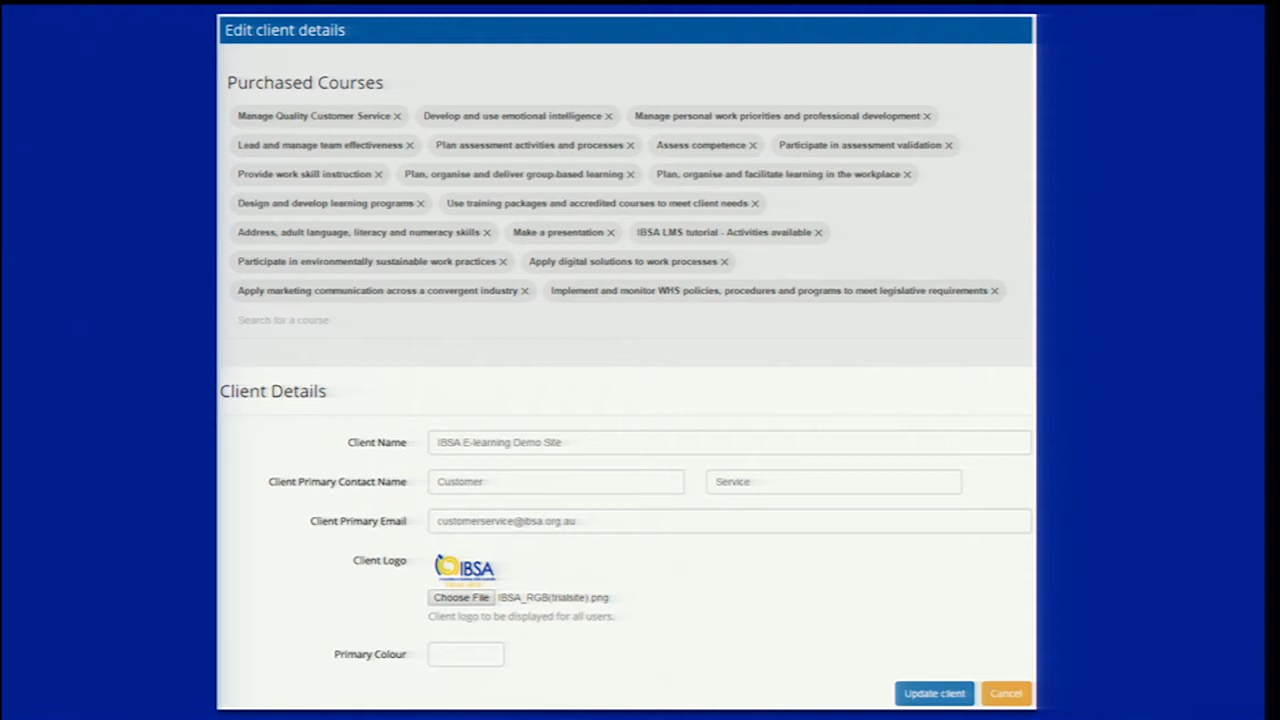 Edit client details
Purchased Courses
Manage Quality Customer Service × Develop and use emotional intelligence × Manage personal work priorities and professional development ×
Lead and manage team effectiveness × Plan assessment activities and processes × Assess competence × Participate in assessment validation ×
Provide work skill instruction × Plan, organise and deliver group-based learning × Plan, organise and facilitate learning in the workplace ×
Design and develop learning programs × Use training packages and accredited courses to meet client needs ×
Address, adult language, literacy and numeracy skills × Make a presentation × IBSA LMS tutorial - Activities available ×
Participate in environmentally sustainable work practices × Apply digital solutions to work processes ×
Apply marketing communication across a convergent industry × Implement and monitor WHS policies, procedures and programs to meet legislative requirements ×
Search for a course
Client Details
Client Name IBSA E-learning Demo Site
Client Primary Contact Name Customer Service
Client Primary Email customerservice@ibsa.org.au
Client Logo IBSA
Choose File IBSA_RGB(trialsite).png
Client logo to be displayed for all users.
Primary Colour
Update client Cancel